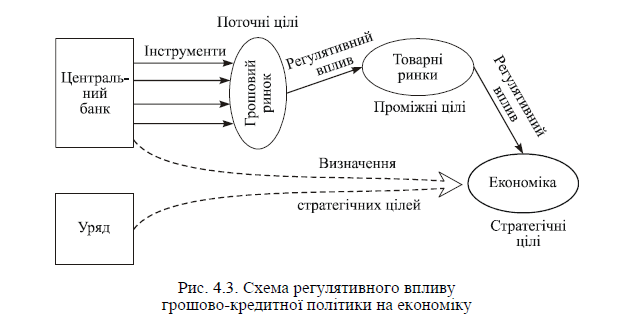 Поточні цілі
Інструменти
Централь-
ний
банк
Грошовий
ринок
Регулятивний
вплив
Товарні
ринки
Проміжні цілі
Регулятивний
вплив
Визначення
стратегічних цілей
Економіка
Стратегічні
цілі
Уряд
Рис. 4.3. Схема регулятивного впливу
грошово-кредитної політики на економіку